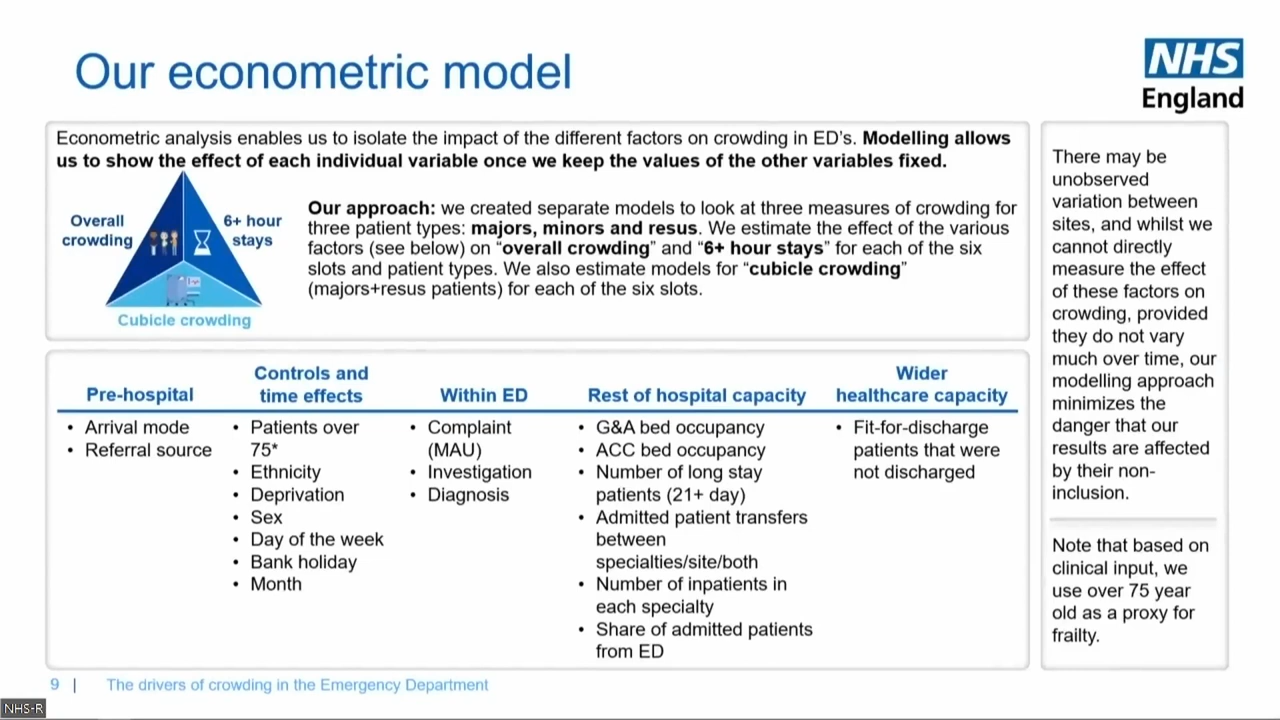 Our econometric model
NHS
England
Econometric analysis enables us to isolate the impact of the different factors on crowding in ED's. Modelling allows
us to show the effect of each individual variable once we keep the values of the other variables fixed.
Overall
crowding
6+ hour
stays
Cubicle crowding
Our approach: we created separate models to look at three measures of crowding for
three patient types: majors, minors and resus. We estimate the effect of the various
factors (see below) on “overall crowding” and “6+ hour stays” for each of the six
slots and patient types. We also estimate models for “cubicle crowding”
(majors+resus patients) for each of the six slots.
Pre-hospital
• Arrival mode
• Referral source
Controls and
time effects
• Patients over
75*
• Ethnicity
• Deprivation
• Sex
• Day of the week
• Bank holiday
• Month
Within ED
• Complaint
(MAU)
• Investigation
• Diagnosis
Rest of hospital capacity
• G&A bed occupancy
• ACC bed occupancy
• Number of long stay
patients (21+ day)
• Admitted patient transfers
between
specialties/site/both
• Number of inpatients in
each specialty
• Share of admitted patients
from ED
Wider
healthcare capacity
• Fit-for-discharge
patients that were
not discharged
There may be
unobserved
variation between
sites, and whilst we
cannot directly
measure the effect
of these factors on
crowding, provided
they do not vary
much over time, our
modelling approach
minimizes the
danger that our
results are affected
by their non-
inclusion.
Note that based on
clinical input, we
use over 75 year
old as a proxy for
frailty.
9 | The drivers of crowding in the Emergency Department
NHS-R